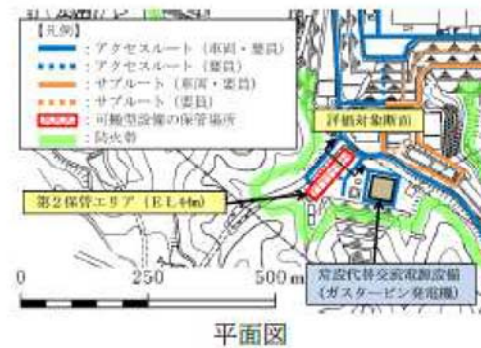 【凡例】
：アクセスルート（車両・要員）
：アクセスルート（要員）
：サブルート（車両・要員）
：サブルート（要員）
：可搬型設備の保管場所
：防火帯
評価対象断面
第2保管エリア（EL44m）
0 250 500 m
常設代替交流電源設備
（ガスタービン発電機）
平面図